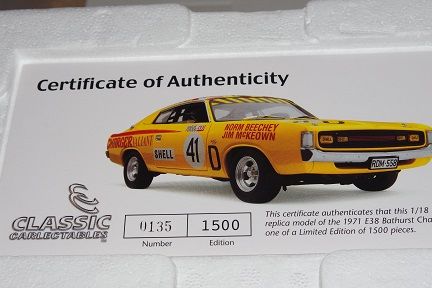 Certificate of Authenticity
NORM BEECHEY
JIM McKEOWN
CHARGER VALIANT
SHELL
41
O
RDM-558
CLASSIC
CARLECTABLES
0135
1500
Number
Edition
This certificate authenticates that this 1/18
replica model of the 1971 E38 Bathurst Cha
one of a Limited Edition of 1500 pieces.